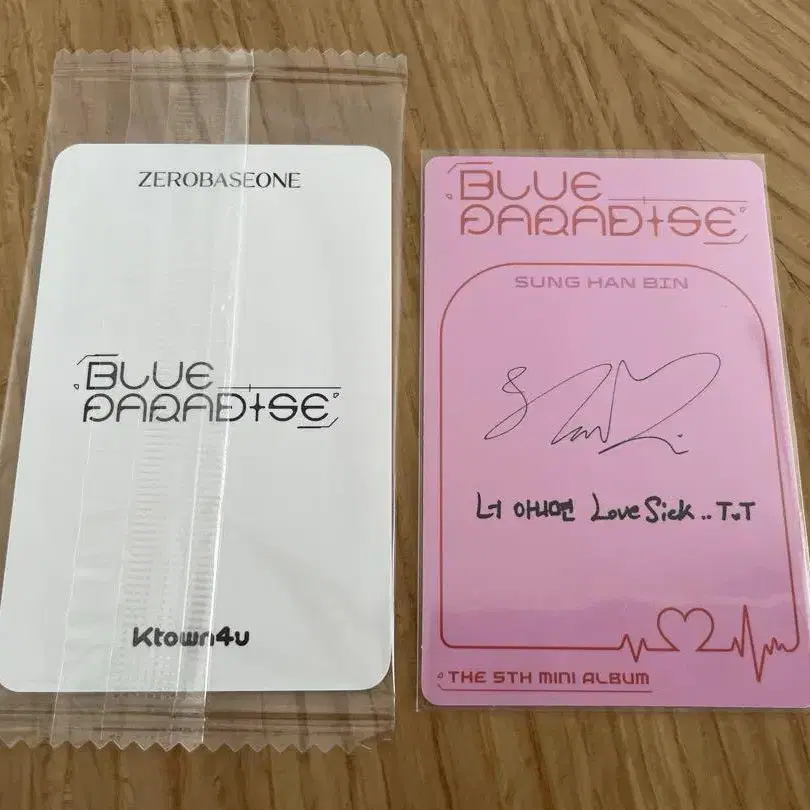 ZEROBASEONE
BLUE
PARADISE
Ktown4u
BLUE
PARADISE
SUNG HAN BIN
너 아니면 Love Sick.. T.T
THE 5TH MINI ALBUM